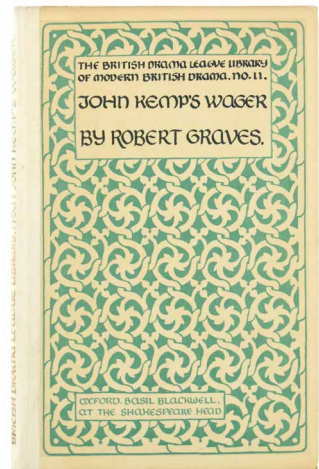 THE BRITISH DRAMA LEAGUE LIBRARY
OF MODERN BRITISH DRAMA. NO. 11.
JOHN KEMP'S WAGER
BY ROBERT GRAVES.
OXFORD. BASIL BLACKWELL,
AT THE SHAKESPEARE HEAD